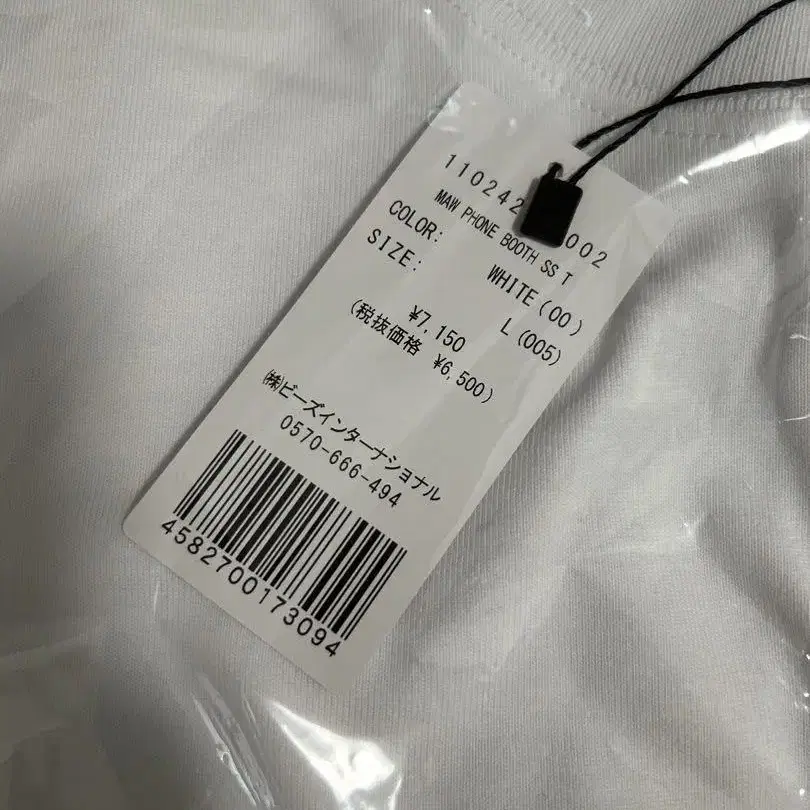 110242 002
MAW PHONE BOOTH SS T
COLOR: WHITE(00)
SIZE: L(005)
¥7,150
(税抜価格 ¥6,500)
㈱ビーズインターナショナル
0570-666-494
4582700173094